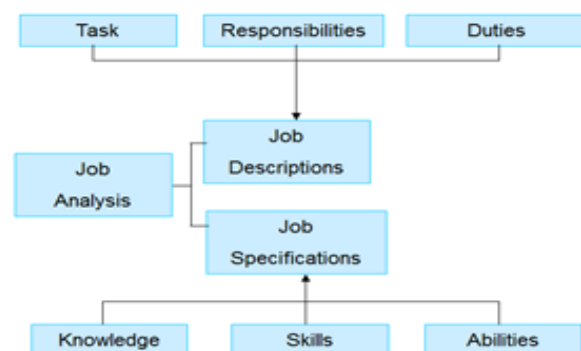 Task
Responsibilities
Duties
Job
Descriptions
Job
Analysis
Job
Specifications
Knowledge
Skills
Abilities